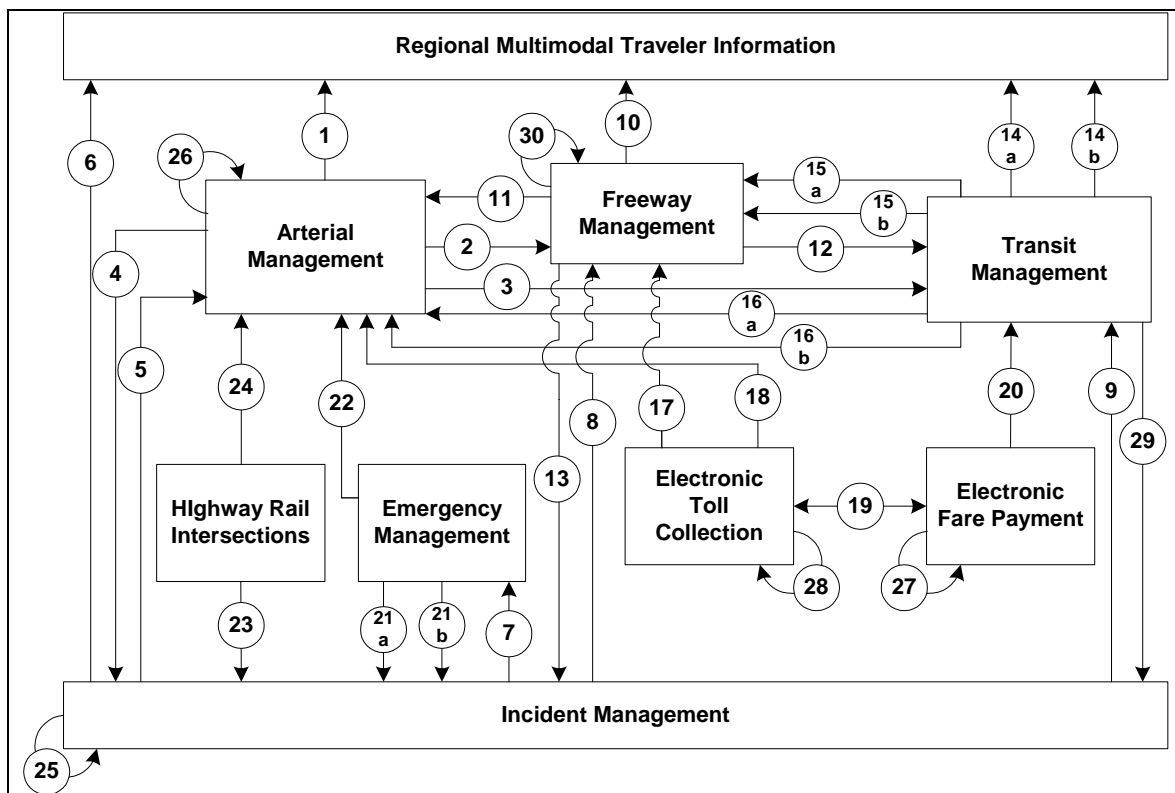 Regional Multimodal Traveler Information
6
1
10
14
a
14
b
26
30
15
a
11
Freeway
Management
15
b
Arterial
Management
2
12
Transit
Management
4
3
16
a
16
b
5
24
22
8
17
18
20
9
29
13
HIghway Rail
Intersections
Emergency
Management
Electronic
Toll
Collection
19
Electronic
Fare Payment
28
27
23
21
a
21
b
7
Incident Management
25